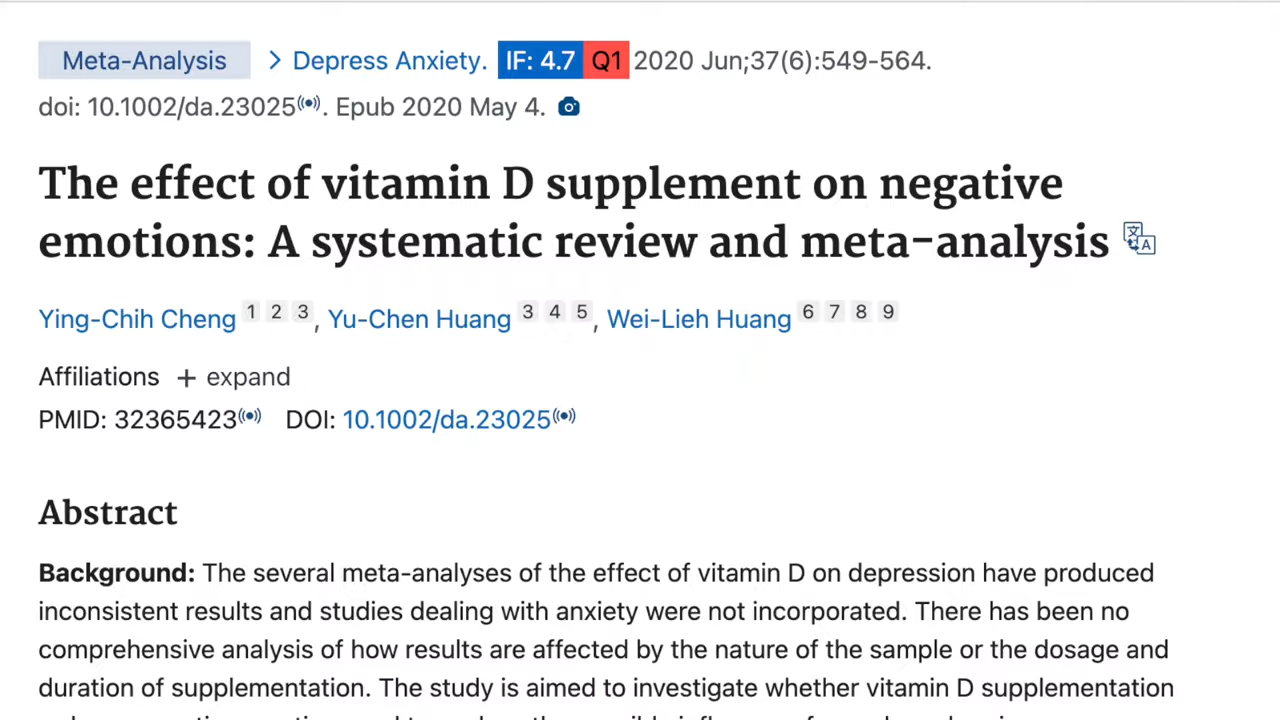 Meta-Analysis > Depress Anxiety. IF: 4.7 Q1 2020 Jun;37(6):549-564.
doi: 10.1002/da.23025. Epub 2020 May 4.
The effect of vitamin D supplement on negative
emotions: A systematic review and meta-analysis
Ying-Chih Cheng 1 2 3, Yu-Chen Huang 3 4 5, Wei-Lieh Huang 6 7 8 9
Affiliations + expand
PMID: 32365423 DOI: 10.1002/da.23025
Abstract
Background: The several meta-analyses of the effect of vitamin D on depression have produced
inconsistent results and studies dealing with anxiety were not incorporated. There has been no
comprehensive analysis of how results are affected by the nature of the sample or the dosage and
duration of supplementation. The study is aimed to investigate whether vitamin D supplementation